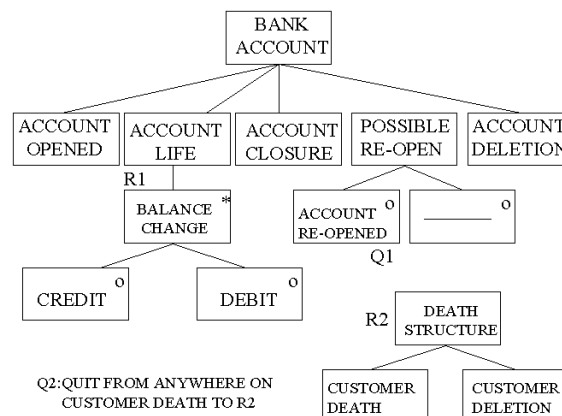 BANK
ACCOUNT
ACCOUNT
OPENED
ACCOUNT
LIFE
ACCOUNT
CLOSURE
POSSIBLE
RE-OPEN
ACCOUNT
DELETION
R1
BALANCE *
CHANGE
ACCOUNT o
RE-OPENED
o
Q1
CREDIT o
DEBIT o
R2
DEATH
STRUCTURE
Q2:QUIT FROM ANYWHERE ON
CUSTOMER DEATH TO R2
CUSTOMER
DEATH
CUSTOMER
DELETION